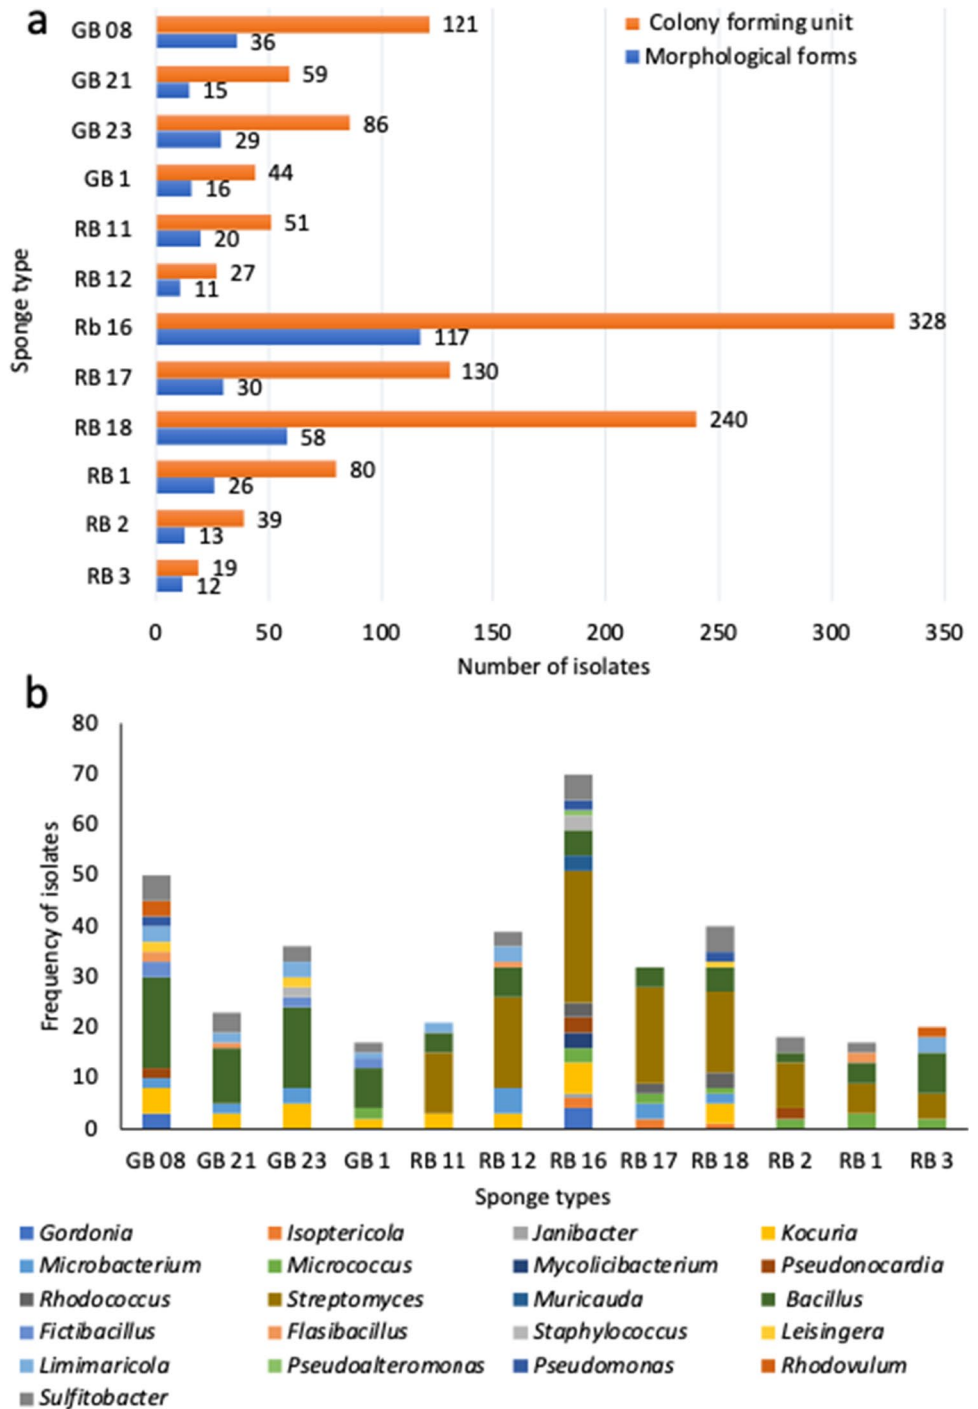 a
GB 08 121
36
Colony forming unit
Morphological forms
GB 21 59
15
GB 23 86
29
GB 1 44
16
RB 11 51
20
RB 12 27
11
Rb 16 328
117
RB 17 130
30
RB 18 240
58
RB 1 80
26
RB 2 39
13
RB 3 19
12
Sponge type
0 50 100 150 200 250 300 350
Number of isolates
b
80
70
60
50
40
30
20
10
0
Frequency of isolates
GB 08 GB 21 GB 23 GB 1 RB 11 RB 12 RB 16 RB 17 RB 18 RB 2 RB 1 RB 3
Sponge types
Gordonia Isoptericola Janibacter Kocuria
Microbacterium Micrococcus Mycolicibacterium Pseudonocardia
Rhodococcus Streptomyces Muricauda Bacillus
Fictibacillus Flasibacillus Staphylococcus Leisingera
Limimaricola Pseudoalteromonas Pseudomonas Rhodovulum
Sulfitobacter